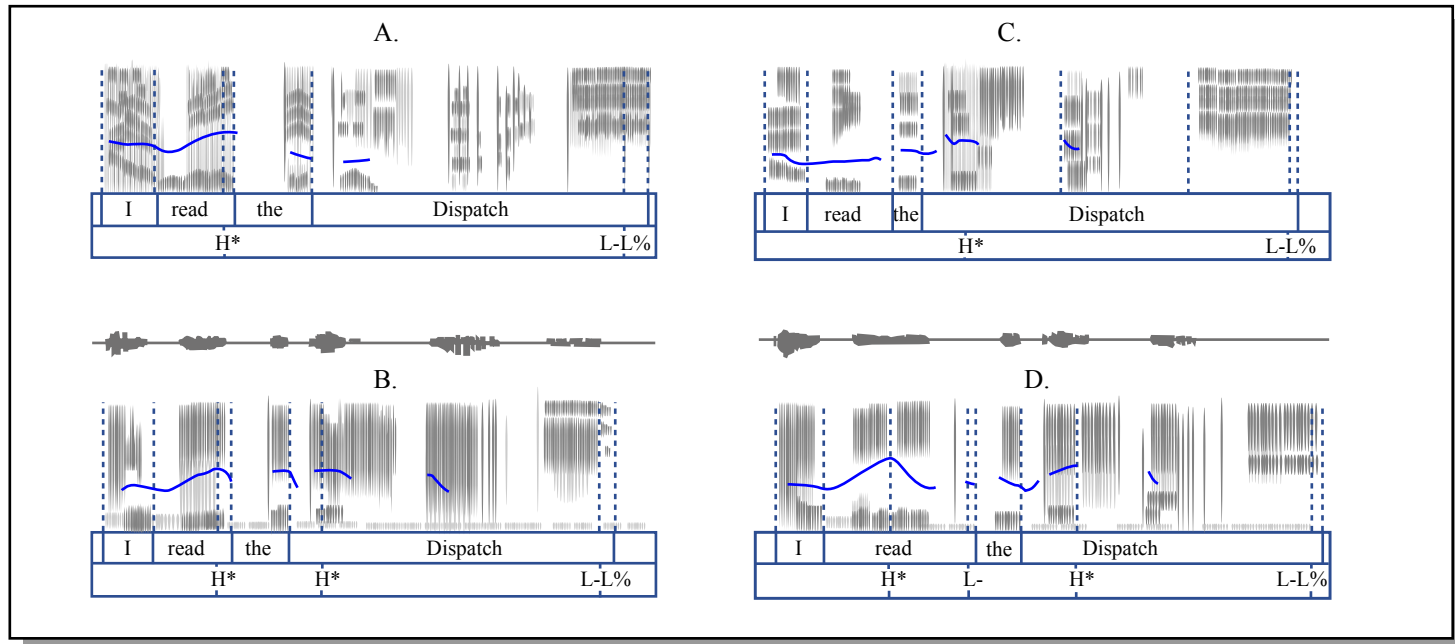 A.
I read the Dispatch
H* L-L%
B.
I read the Dispatch
H* H* L-L%
C.
I read the Dispatch
H* L-L%
D.
I read the Dispatch
H* L- H* L-L%